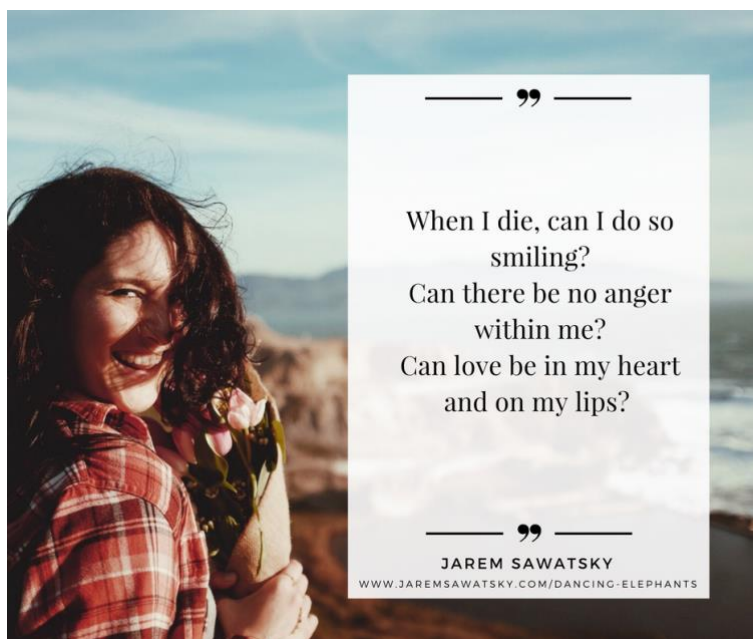 When I die, can I do so
smiling?
Can there be no anger
within me?
Can love be in my heart
and on my lips?
JAREM SAWATSKY
WWW.JAREMSAWATSKY.COM/DANCING-ELEPHANTS